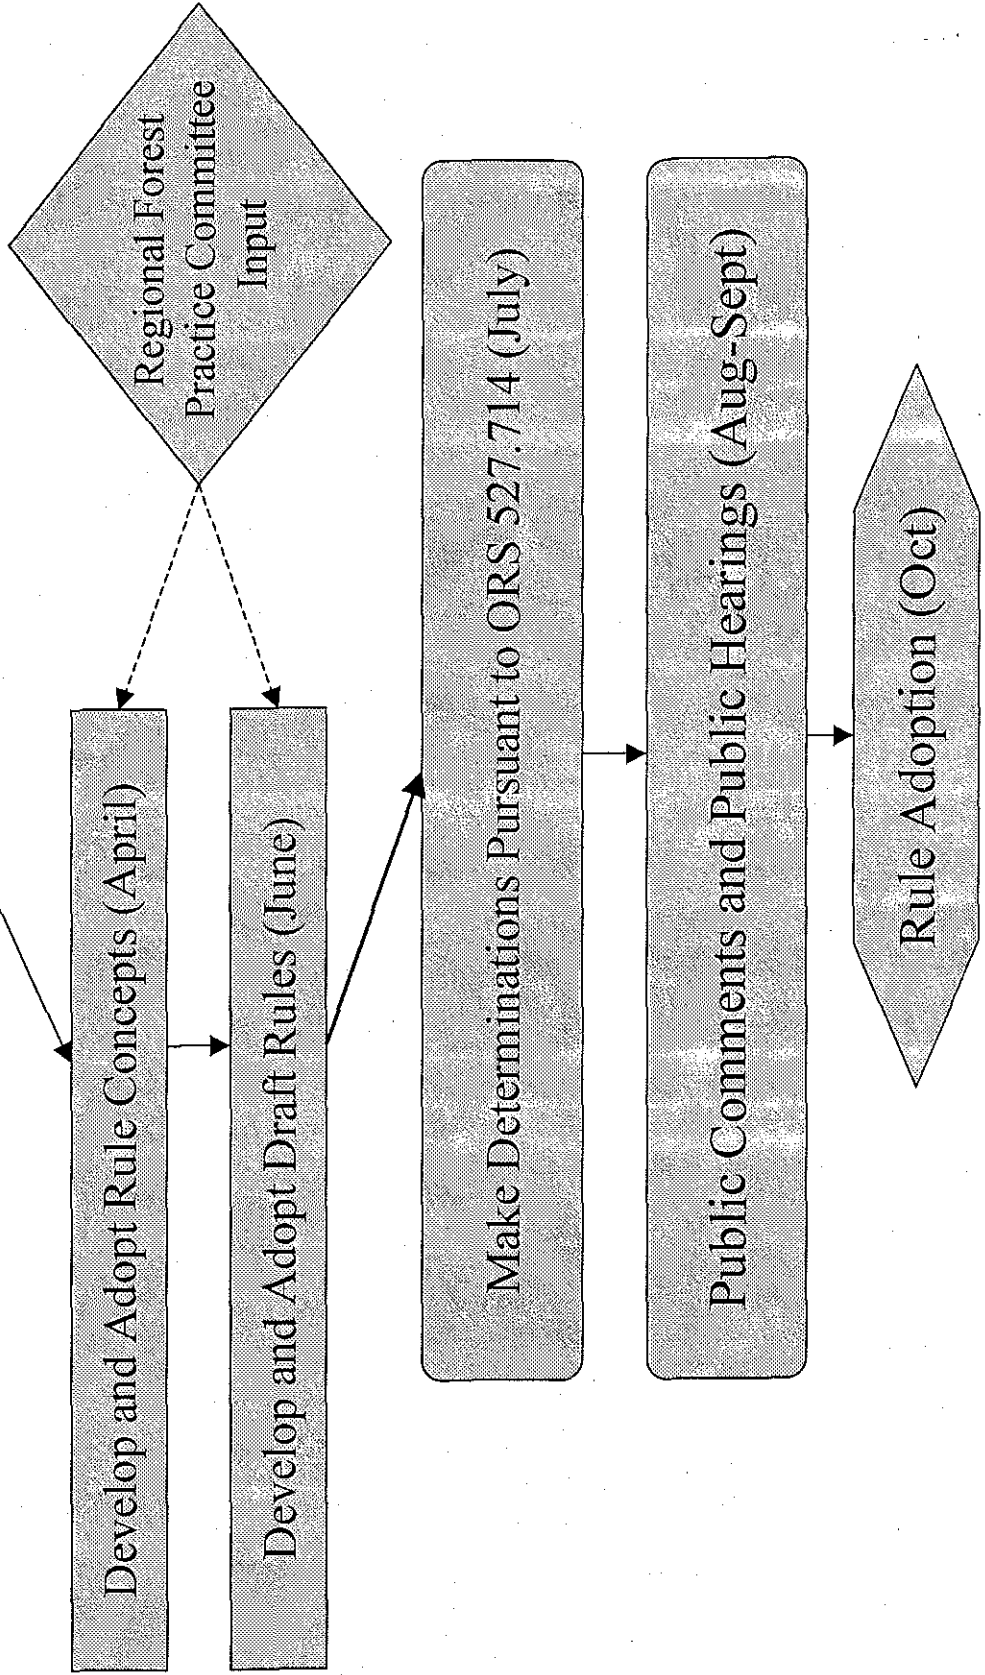 Develop and Adopt Rule Concepts (April)
Develop and Adopt Draft Rules (June)
Regional Forest
Practice Committee
Input
Make Determinations Pursuant to ORS 527.714 (July)
Public Comments and Public Hearings (Aug-Sept)
Rule Adoption (Oct)